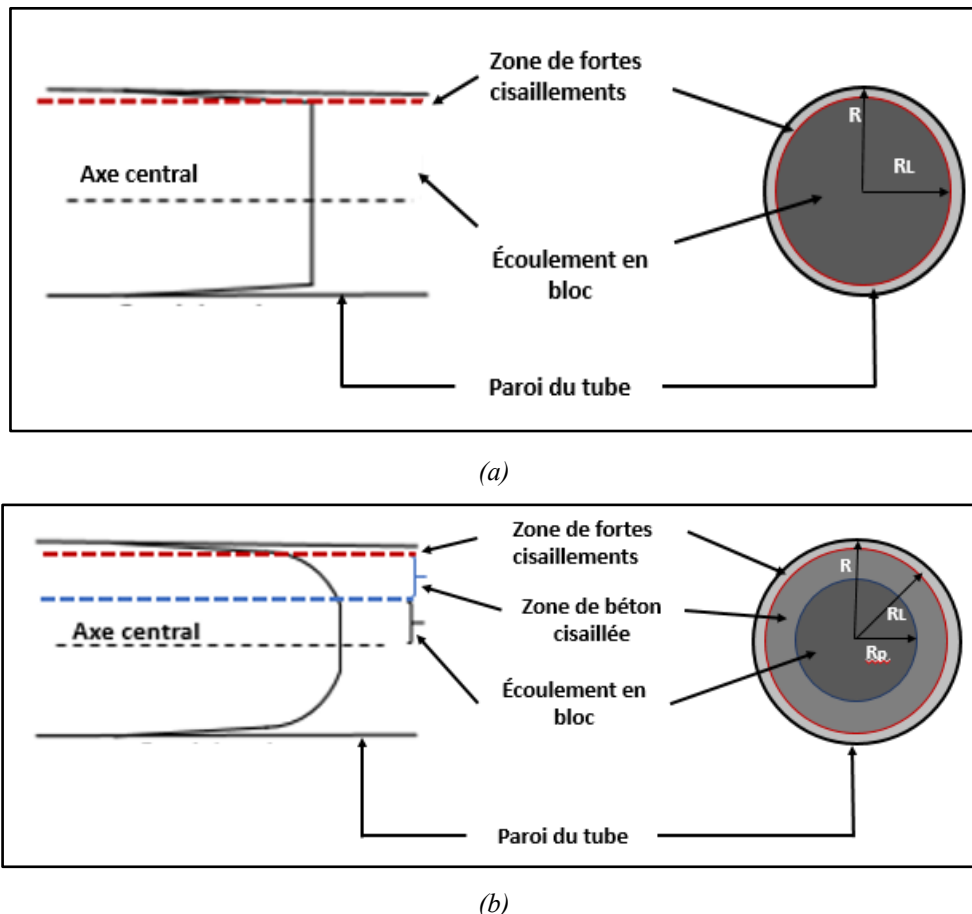 Zone de fortes
cisaillements
R
Axe central
RL
Écoulement en
bloc
Paroi du tube
(a)
Zone de fortes
cisaillements
R
Zone de béton
cisaillée
RL
Axe central
Rp
Écoulement en
bloc
Paroi du tube
(b)